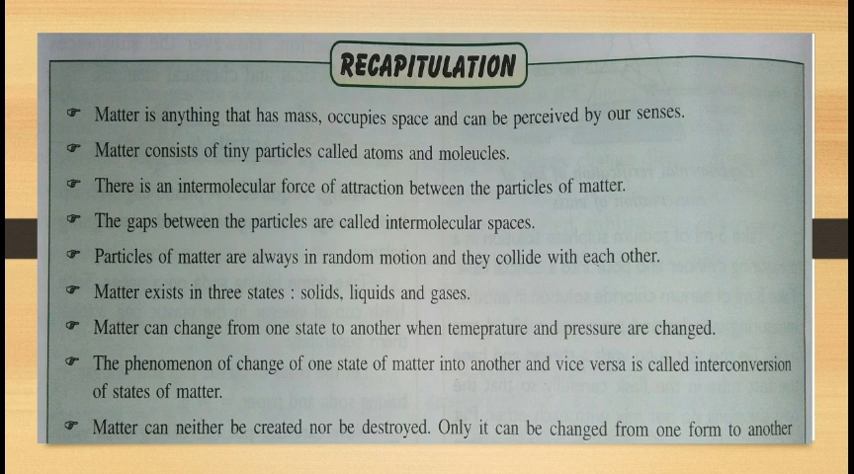 RECAPITULATION
Matter is anything that has mass, occupies space and can be perceived by our senses.
Matter consists of tiny particles called atoms and moleucles.
There is an intermolecular force of attraction between the particles of matter.
The gaps between the particles are called intermolecular spaces.
Particles of matter are always in random motion and they collide with each other.
Matter exists in three states : solids, liquids and gases.
Matter can change from one state to another when temeprature and pressure are changed.
The phenomenon of change of one state of matter into another and vice versa is called interconversion
of states of matter.
Matter can neither be created nor be destroyed. Only it can be changed from one form to another